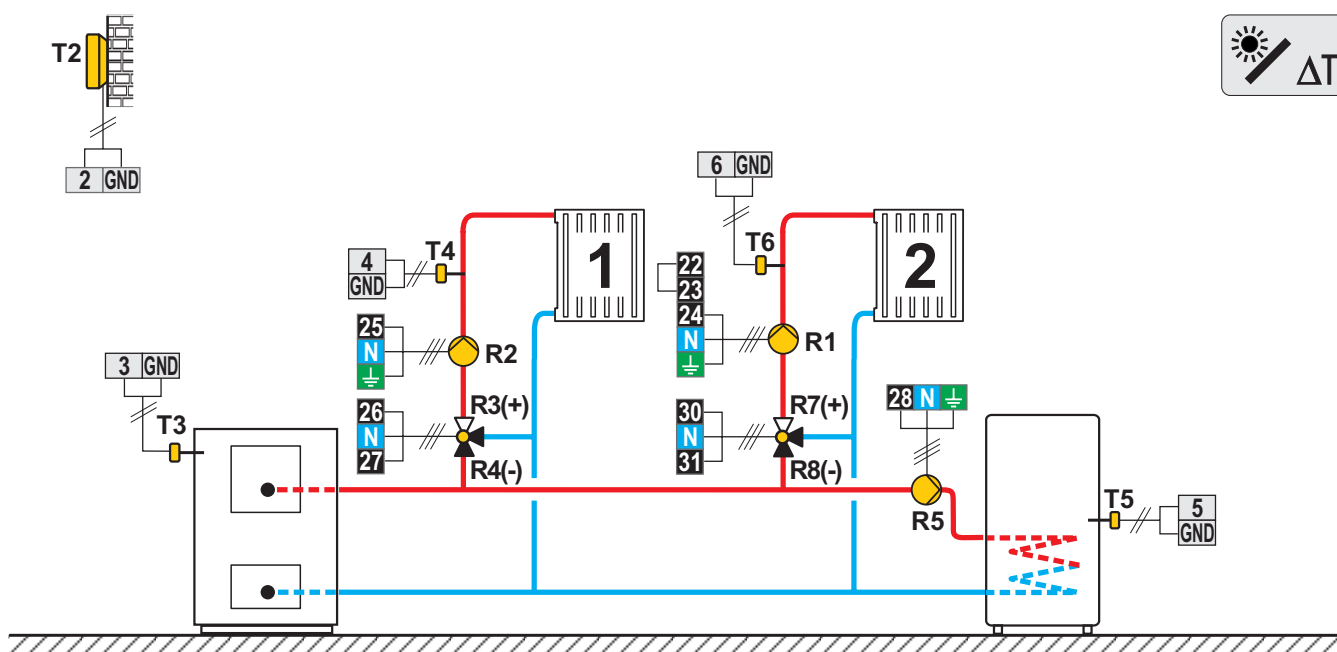 T2
2 GND
ΔT
6 GND
T4
4
GND
1
T6
22
23
24
N
2
25
N
R2
R1
3 GND
T3
26
N
27
R3(+)
R4(-)
30
N
31
R7(+)
R8(-)
28 N
R5
T5
5
GND